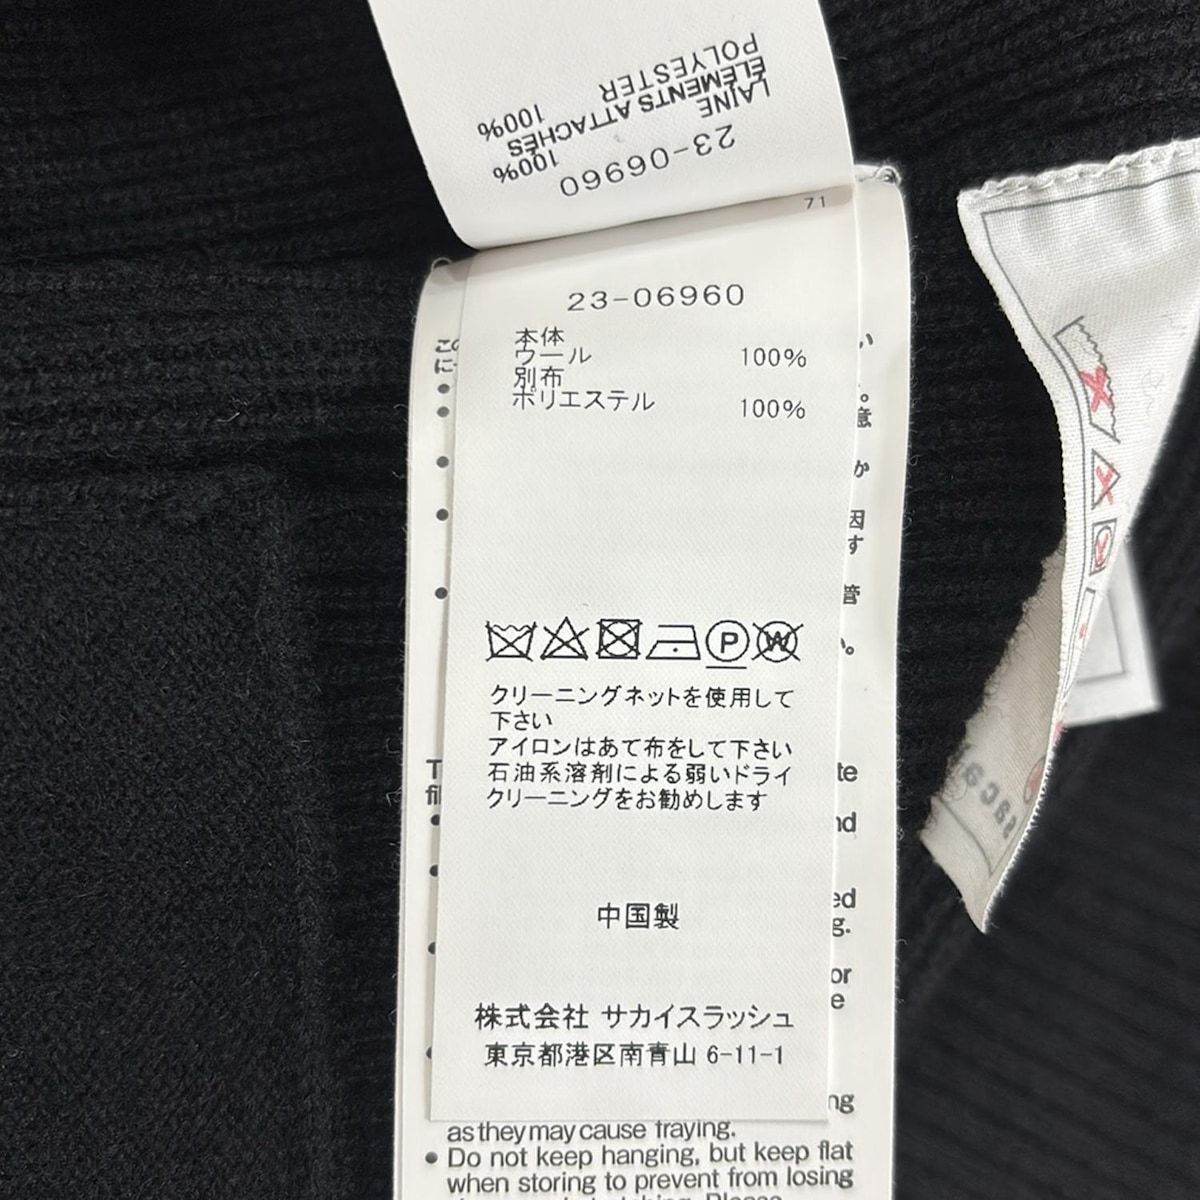 23-06960
LAINE 100%
ÉLÉMENTS ATTACHÉS
POLYESTER 100%
71
23-06960
本体
ウール 100%
別布
ポリエステル 100%
P W
クリーニングネットを使用して
下さい
アイロンはあて布をして下さい
石油系溶剤による弱いドライ
クリーニングをお勧めします
中国製
株式会社 サカイスラッシュ
東京都港区南青山 6-11-1
as they may cause fraying.
• Do not keep hanging, but keep flat
when storing to prevent from losing